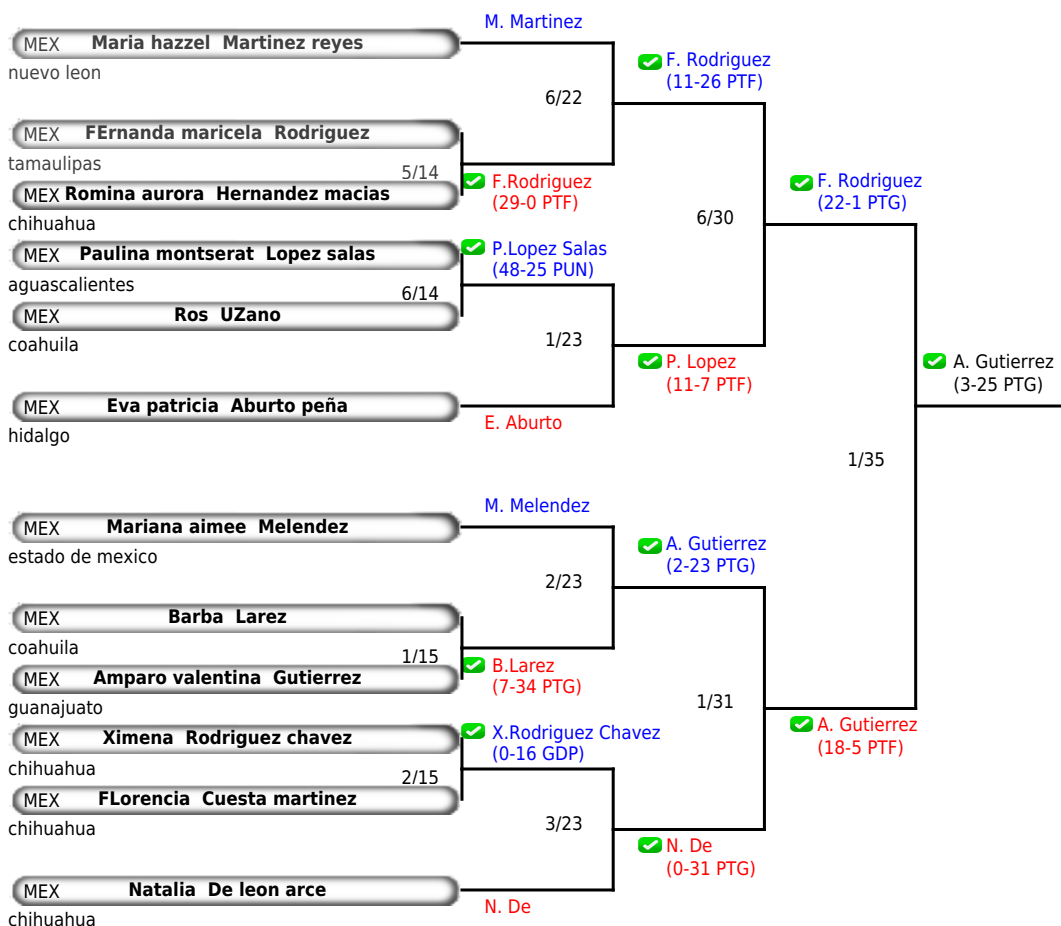 M. Martinez
MEX Maria hazzel Martinez reyes
nuevo leon
F. Rodriguez
(11-26 PTF)
6/22
MEX FErnanda maricela Rodriguez
tamaulipas
5/14
F.Rodriguez
(29-0 PTF)
MEX Romina aurora Hernandez macias
chihuahua
F. Rodriguez
(22-1 PTG)
6/30
MEX Paulina montserat Lopez salas
aguascalientes
P.Lopez Salas
(48-25 PUN)
6/14
MEX Ros UZano
coahuila
1/23
P. Lopez
(11-7 PTF)
A. Gutierrez
(3-25 PTG)
MEX Eva patricia Aburto peña
hidalgo
E. Aburto
1/35
M. Melendez
MEX Mariana aimee Melendez
estado de mexico
A. Gutierrez
(2-23 PTG)
2/23
MEX Barba Larez
coahuila
1/15
B.Larez
(7-34 PTG)
MEX Amparo valentina Gutierrez
guanajuato
1/31
A. Gutierrez
(18-5 PTF)
MEX Ximena Rodriguez chavez
chihuahua
X.Rodriguez Chavez
(0-16 GDP)
2/15
MEX FLorencia Cuesta martinez
chihuahua
3/23
N. De
(0-31 PTG)
MEX Natalia De leon arce
chihuahua
N. De